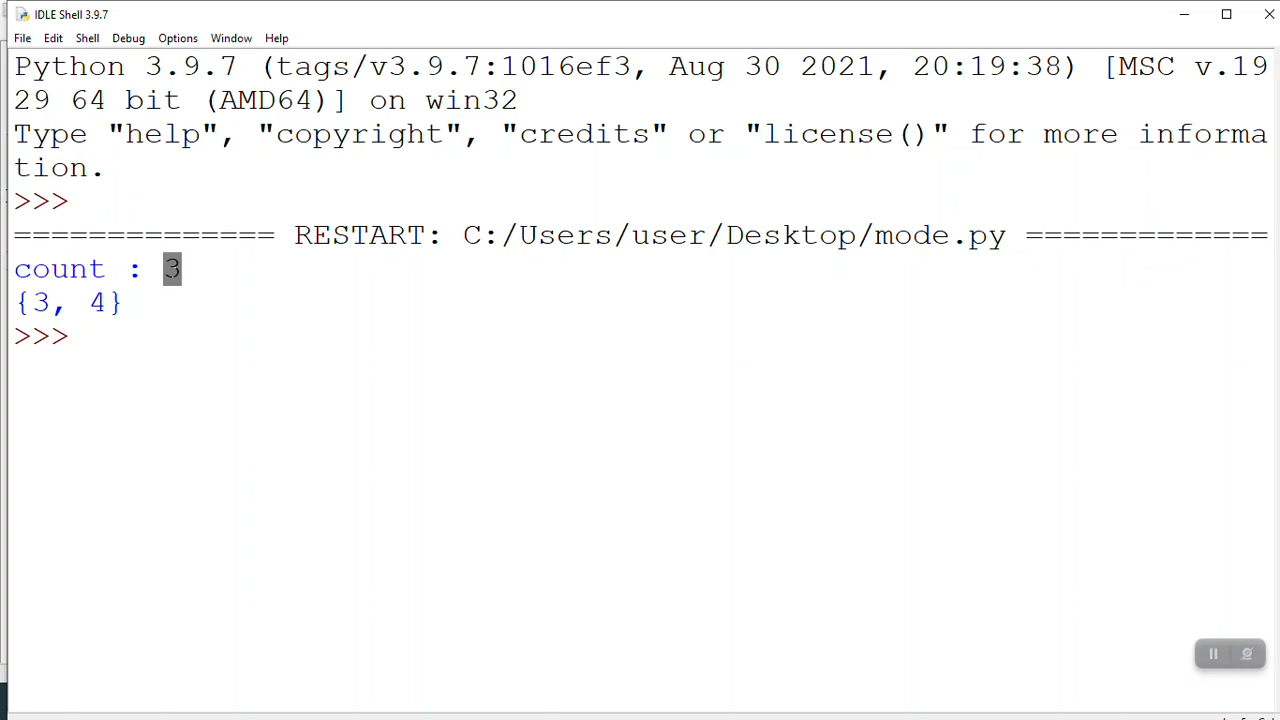 IDLE Shell 3.9.7
File Edit Shell Debug Options Window Help
Python 3.9.7 (tags/v3.9.7:1016ef3, Aug 30 2021, 20:19:38) [MSC v.19
29 64 bit (AMD64)] on win32
Type "help", "copyright", "credits" or "license()" for more informa
tion.
>>>
============== RESTART: C:/Users/user/Desktop/mode.py =============
count : 3
{3, 4}
>>>